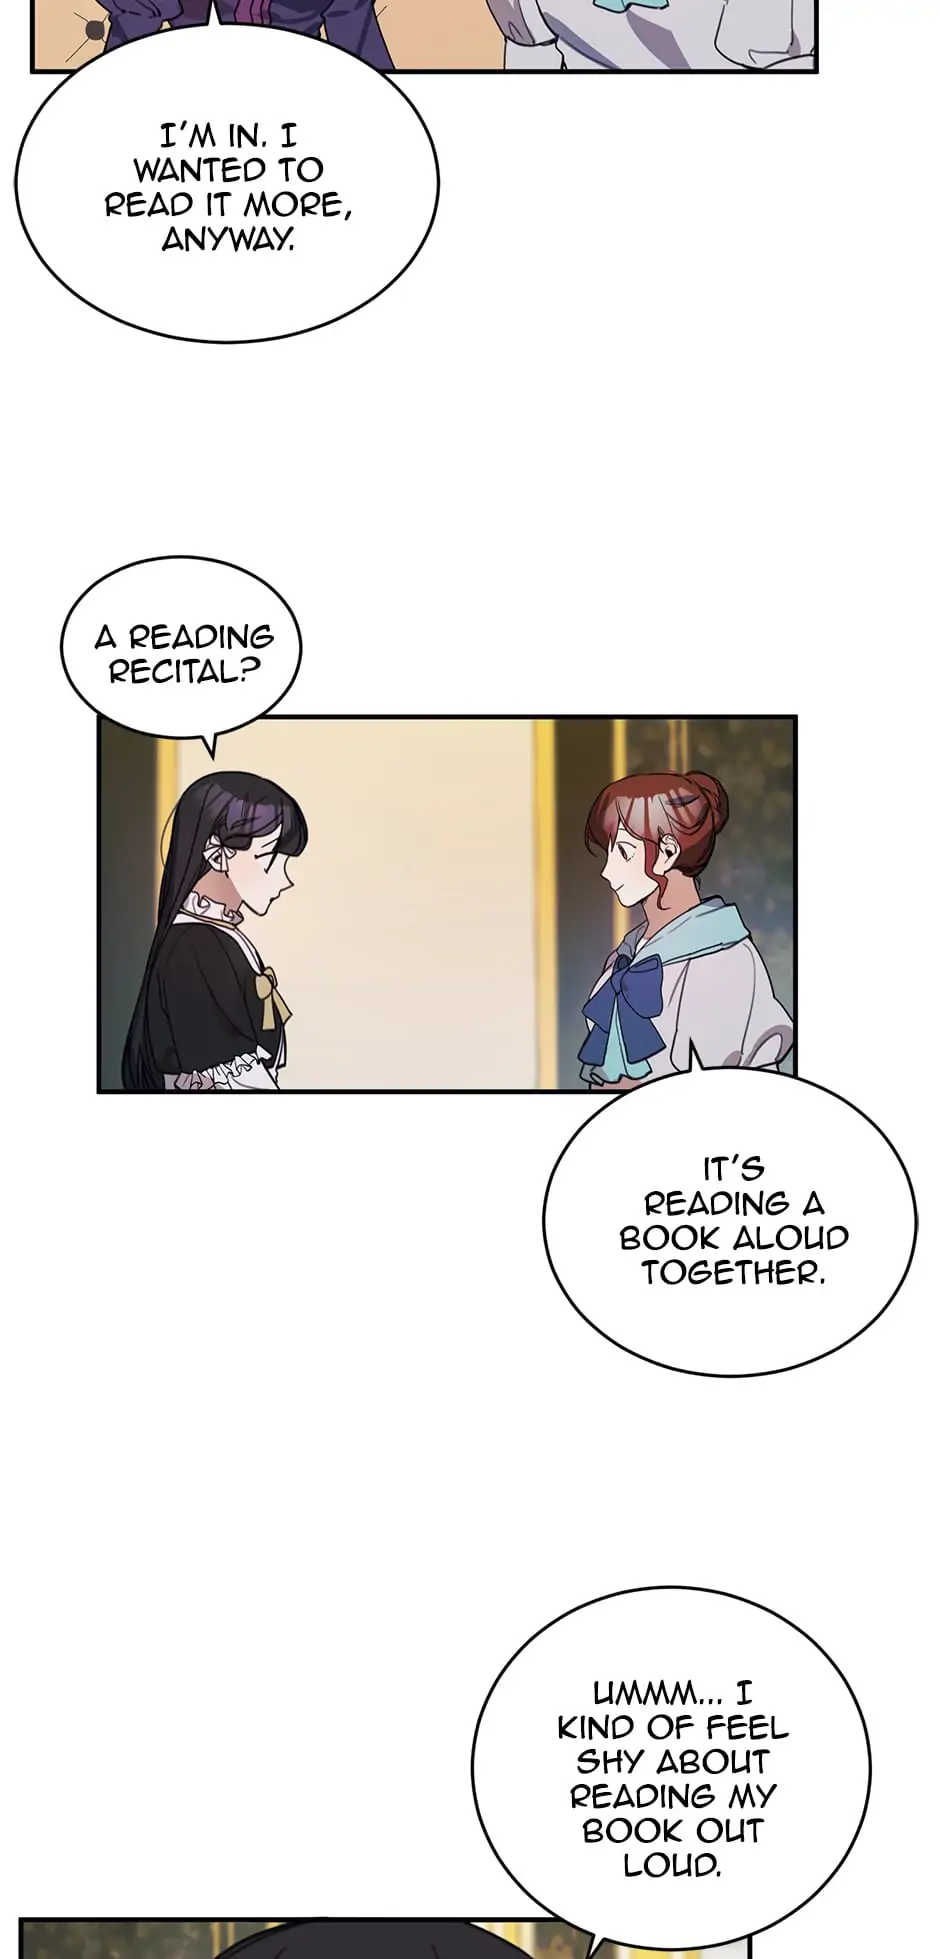 I'M IN. I
WANTED TO
READ IT MORE,
ANYWAY.
A READING
RECITAL?
IT'S
READING A
BOOK ALOUD
TOGETHER.
UMMM... I
KIND OF FEEL
SHY ABOUT
READING MY
BOOK OUT
LOUD.